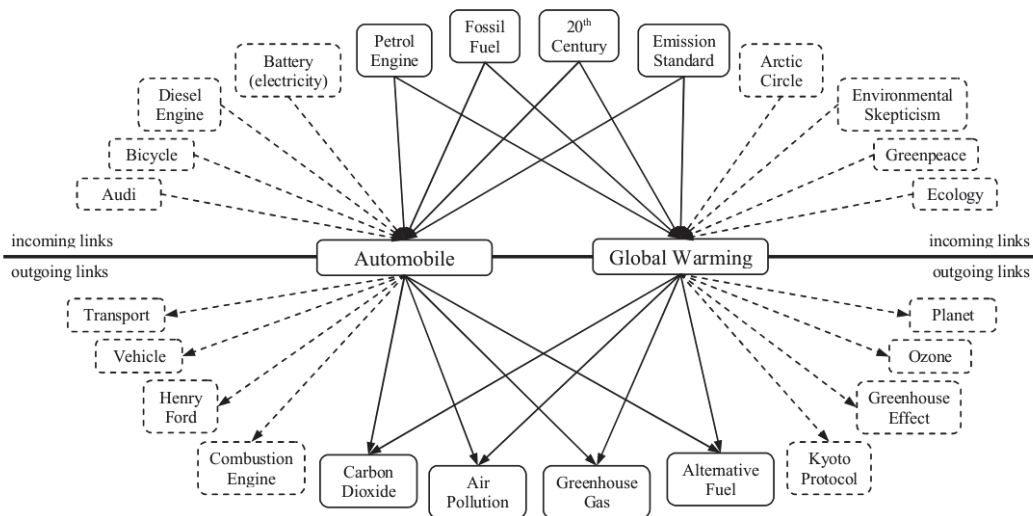 Fossil
Fuel
20th
Century
Petrol
Engine
Emission
Standard
Battery
(electricity)
Arctic
Circle
Diesel
Engine
Environmental
Skepticism
Bicycle
Greenpeace
Audi
Ecology
incoming links
incoming links
Automobile
Global Warming
outgoing links
outgoing links
Transport
Planet
Vehicle
Ozone
Henry
Ford
Greenhouse
Effect
Combustion
Engine
Carbon
Dioxide
Air
Pollution
Greenhouse
Gas
Alternative
Fuel
Kyoto
Protocol